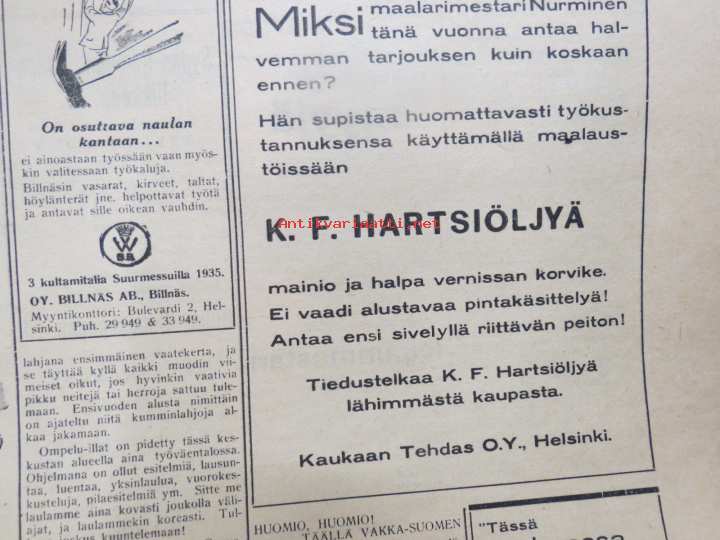 On osuttava naulan
kantaan...
ei ainoastaan työssään vaan myös-
kin valitessaan työkaluja.
Billnäsin vasarat, kirveet, taltat,
höylänterät jne. helpottavat työtä
ja antavat sille oikean vauhdin.
W
S.B.
3 kultamitalia Suurmessuilla 1935.
OY. BILLNÄS AB., Billnäs.
Myyntikonttori: Bulevardi 2, Hel-
sinki. Puh. 29 949 & 33 949.
lahjana ensimmäinen vaatekerta, ja
se täyttää kyllä kaikki muodin vii-
meiset oikut, jos hyvinkin vaativia
pikku neitejä tai herroja sattuu tule-
maan. Ensivuoden alusta nimittäin
on ajateltu niitä kumminlahjoja al-
kaa jakamaan.
Ompelu-illat on pidetty tässä kes-
kustan alueella aina työväentalossa.
Ohjelmana on ollut esitelmiä, lausun-
taa, luentaa, yksinlaulua, vuorokes-
kusteluja, pilaesitelmiä ym. Sitte me
laulamme aina kovasti joukolla väli-
ajat, ja laulammekin koreasti. Tul-
kuuntelemaan!
Miksi maalarimestari Nurminen
tänä vuonna antaa hal-
vemman tarjouksen kuin koskaan
ennen?
Hän supistaa huomattavasti työkus-
tannuksensa käyttämällä maalaus-
töissään
Antikvariaatti.net
K. F. HARTSIÖLJYÄ
mainio ja halpa vernissan korvike.
Ei vaadi alustavaa pintakäsittelyä!
Antaa ensi sivelyllä riittävän peiton!
Tiedustelkaa K. F. Hartsiöljyä
lähimmästä kaupasta.
Kaukaan Tehdas O.Y., Helsinki.
HUOMIO, HUOMIO!
TÄÄLLÄ VAKKA-SUOMEN
"Tässä